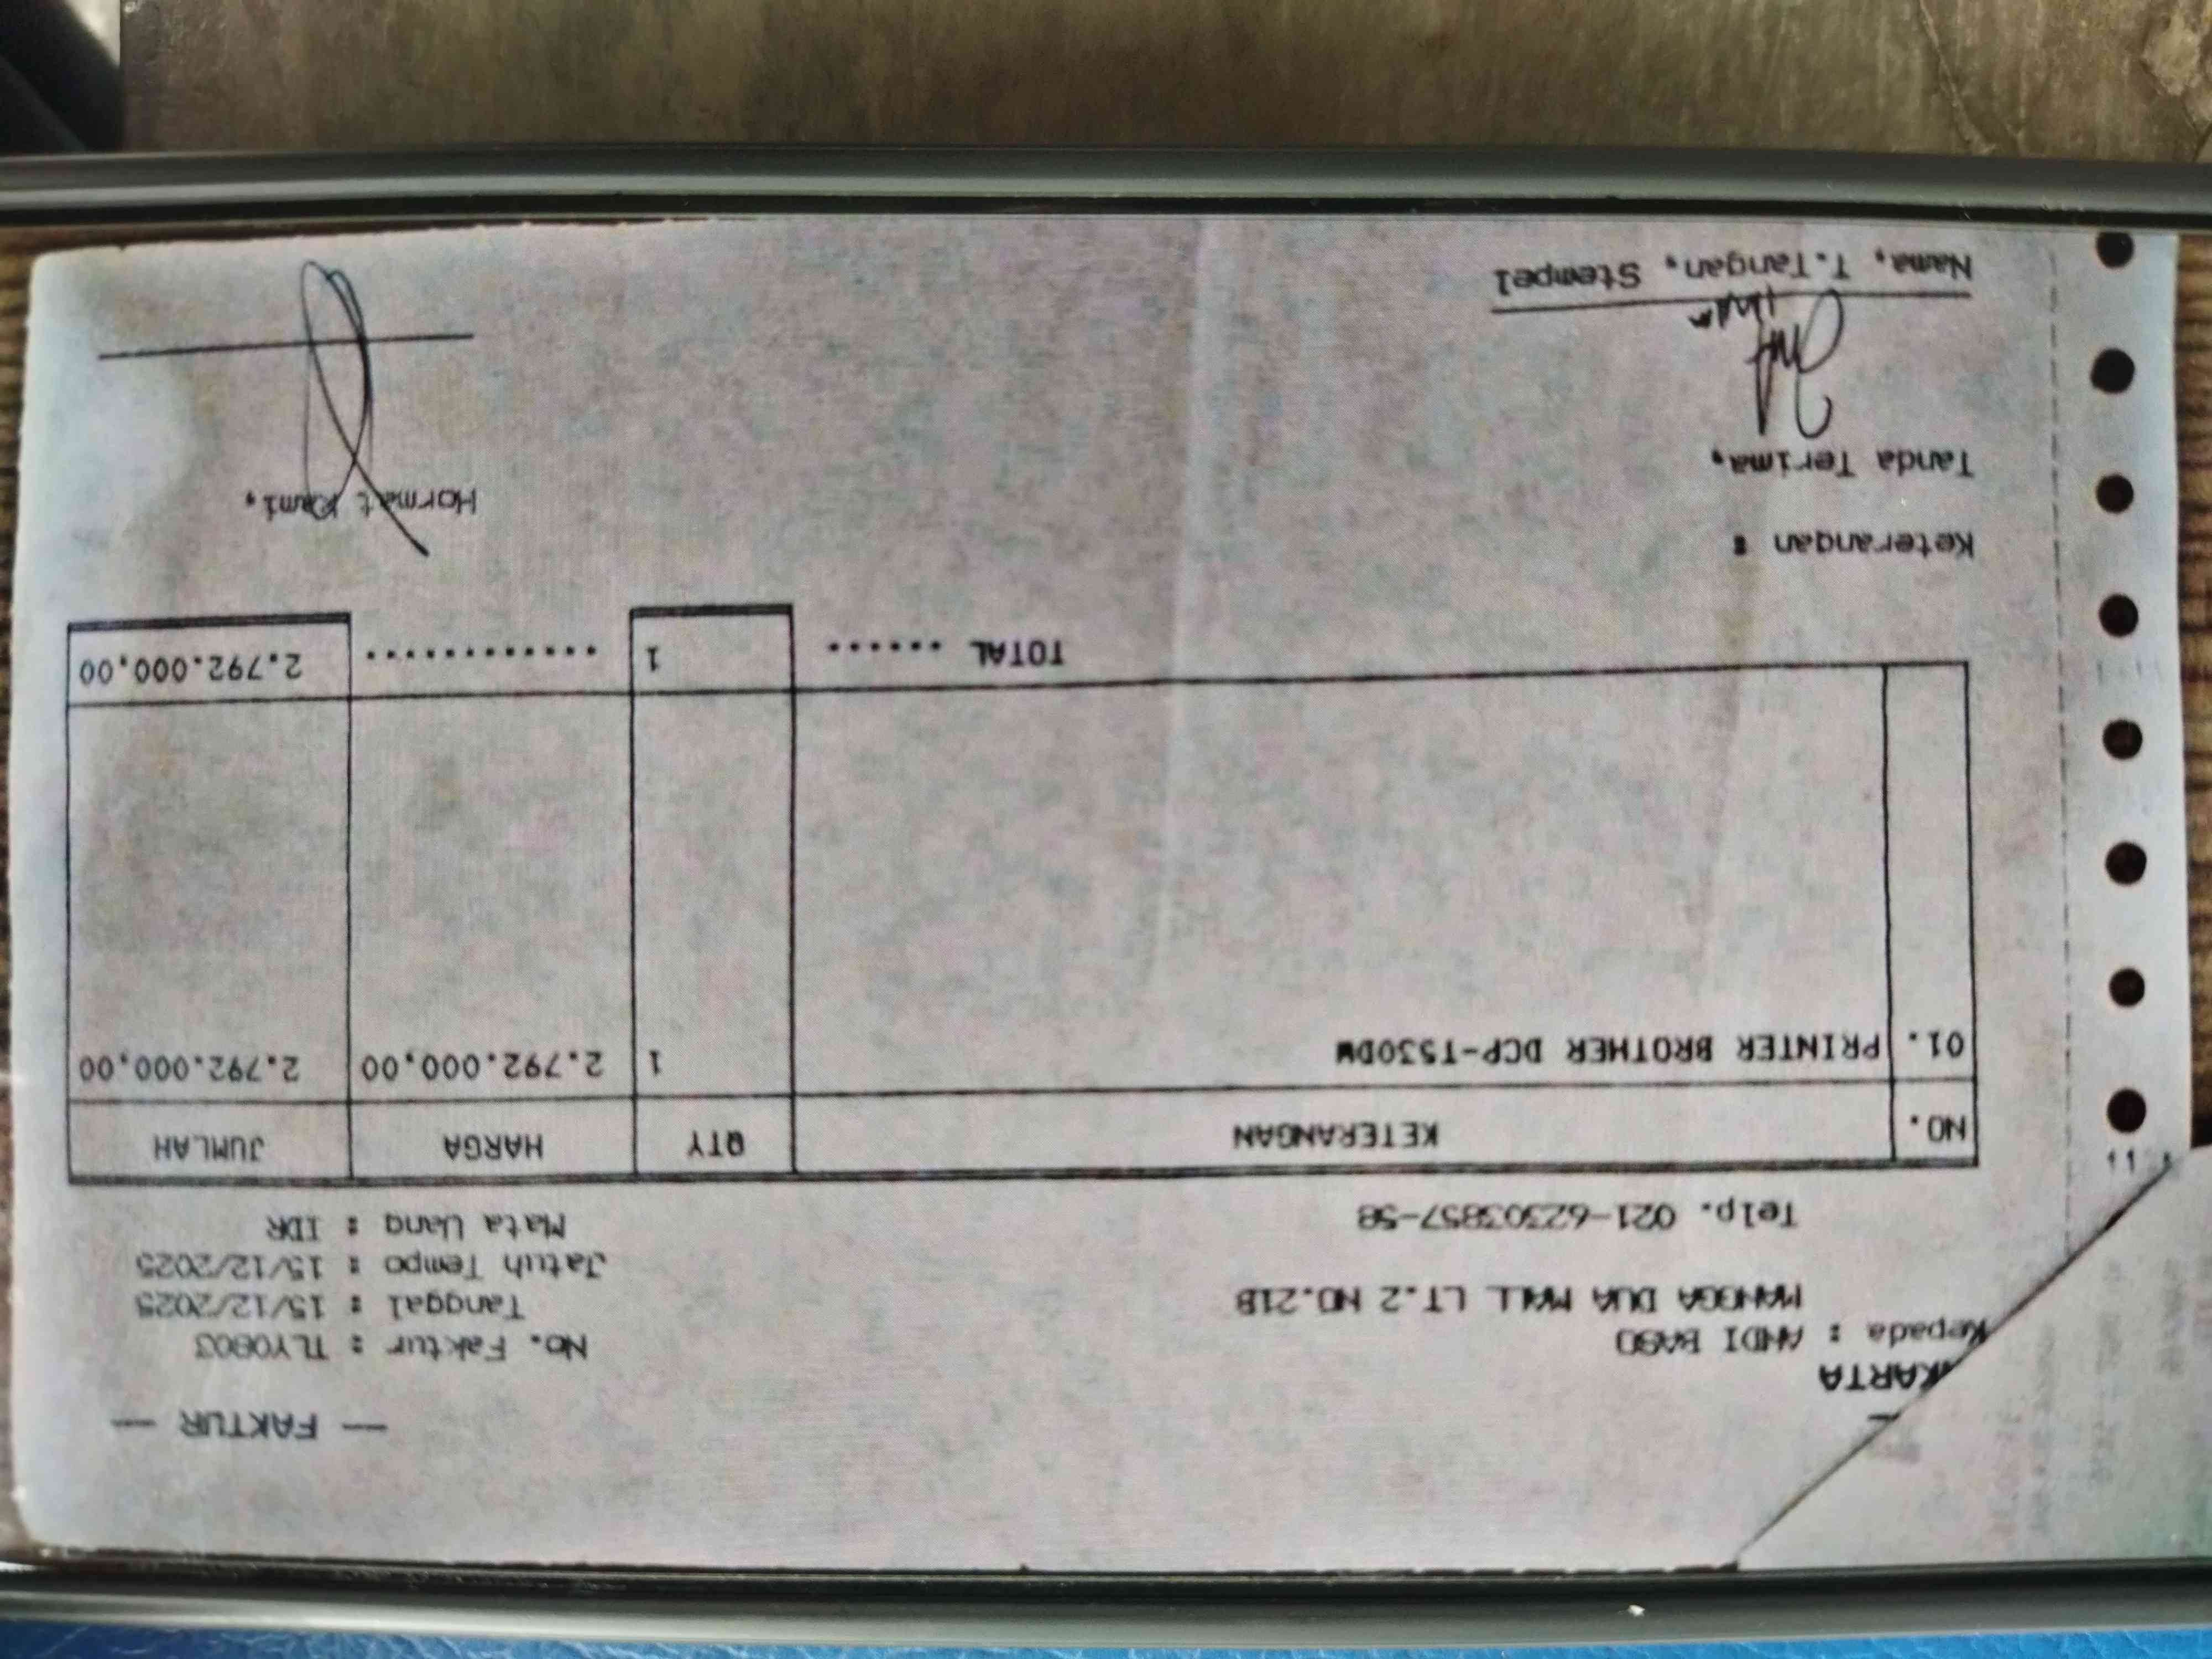 — FAKTUR —
KARTA
Kepada : ANDI BASO
MANGGA DUA MALL LT.2 NO.21B
Telp. 021-62303857-58
No. Faktur : TLY0803
Tanggal : 15/12/2025
Jatuh Tempo : 15/12/2025
Mata Uang : IDR
NO. KETERANGAN QTY HARGA JUMLAH
01. PRINTER BROTHER DCP-T530DW 1 2.792.000,00 2.792.000,00
TOTAL ...... 1 ............ 2.792.000,00
Keterangan :
Tanda Terima,
Hormat Kami,
Nama, T.Tangan, Stempel